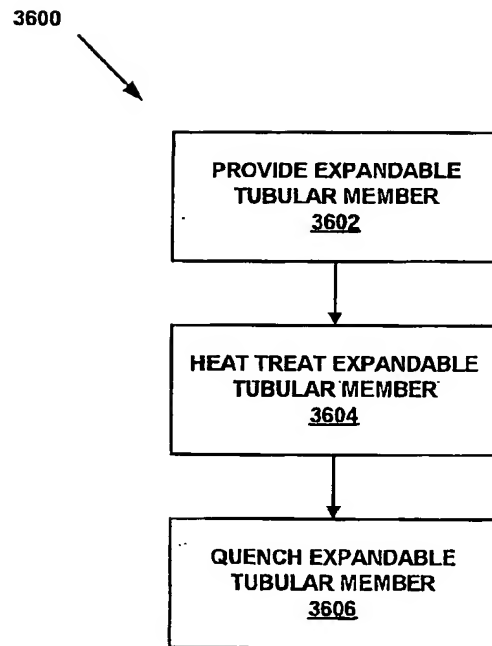 3600
PROVIDE EXPANDABLE
TUBULAR MEMBER
3602
HEAT TREAT EXPANDABLE
TUBULAR MEMBER
3604
QUENCH EXPANDABLE
TUBULAR MEMBER
3606